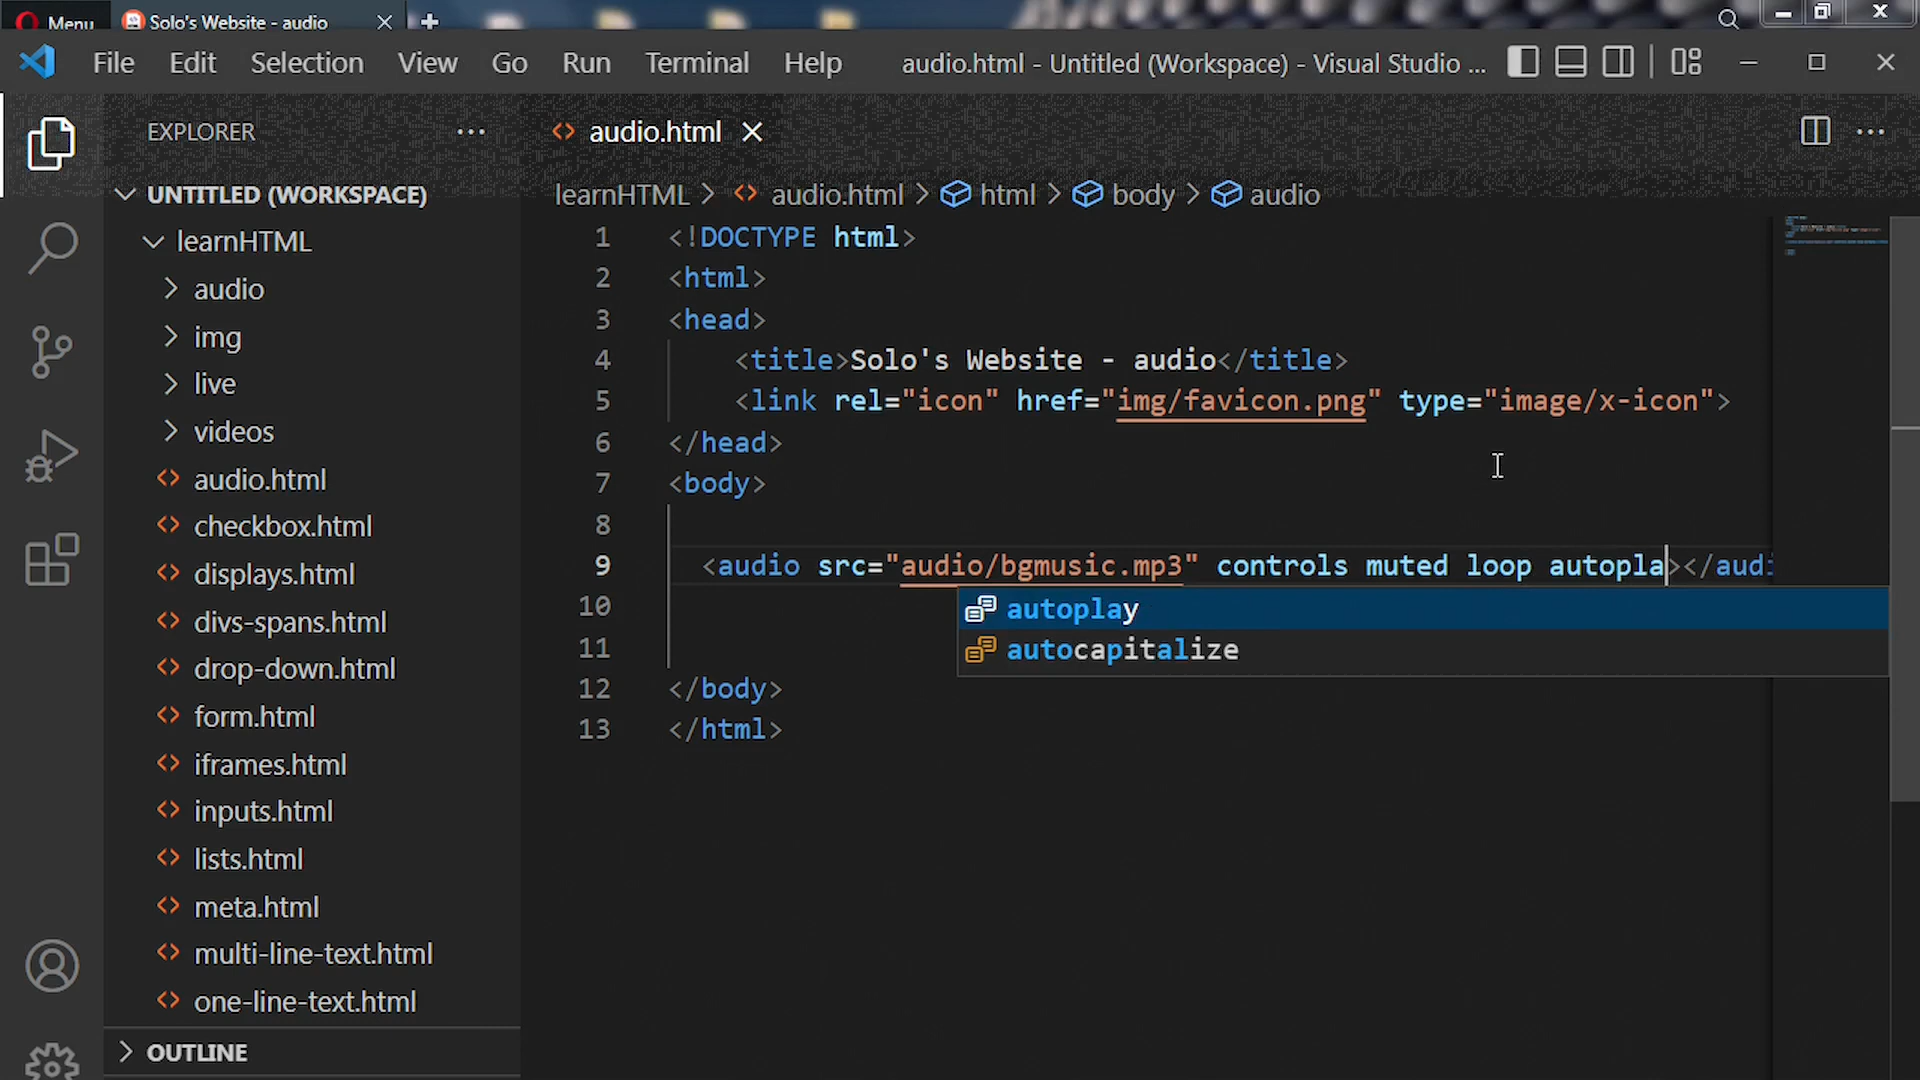 Menu
Solo's Website - audio
File Edit Selection View Go Run Terminal Help
audio.html - Untitled (Workspace) - Visual Studio ...
EXPLORER
audio.html
UNTITLED (WORKSPACE)
learnHTML > audio.html > html > body > audio
learnHTML
audio
img
live
videos
audio.html
checkbox.html
displays.html
divs-spans.html
drop-down.html
form.html
iframes.html
inputs.html
lists.html
meta.html
multi-line-text.html
one-line-text.html
OUTLINE
1 <!DOCTYPE html>
2 <html>
3 <head>
4 <title>Solo's Website - audio</title>
5 <link rel="icon" href="img/favicon.png" type="image/x-icon">
6 </head>
7 <body>
8
9 <audio src="audio/bgmusic.mp3" controls muted loop autopla></audi
autoplay
autocapitalize
10
11
12 </body>
13 </html>